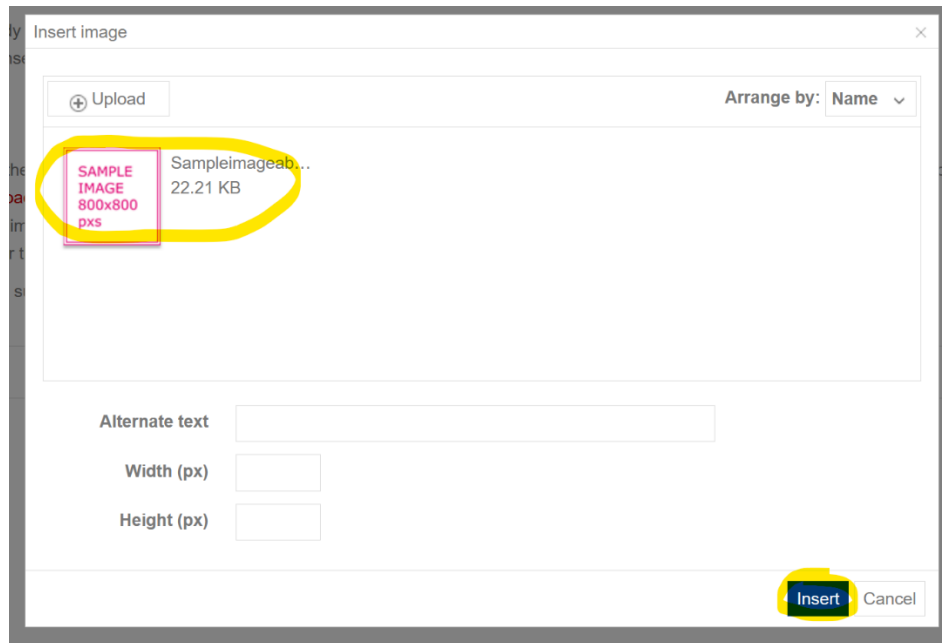 Insert image
Upload
Arrange by: Name
SAMPLE
IMAGE
800x800
pxs
Sampleimageab...
22.21 KB
Alternate text
Width (px)
Height (px)
Insert Cancel